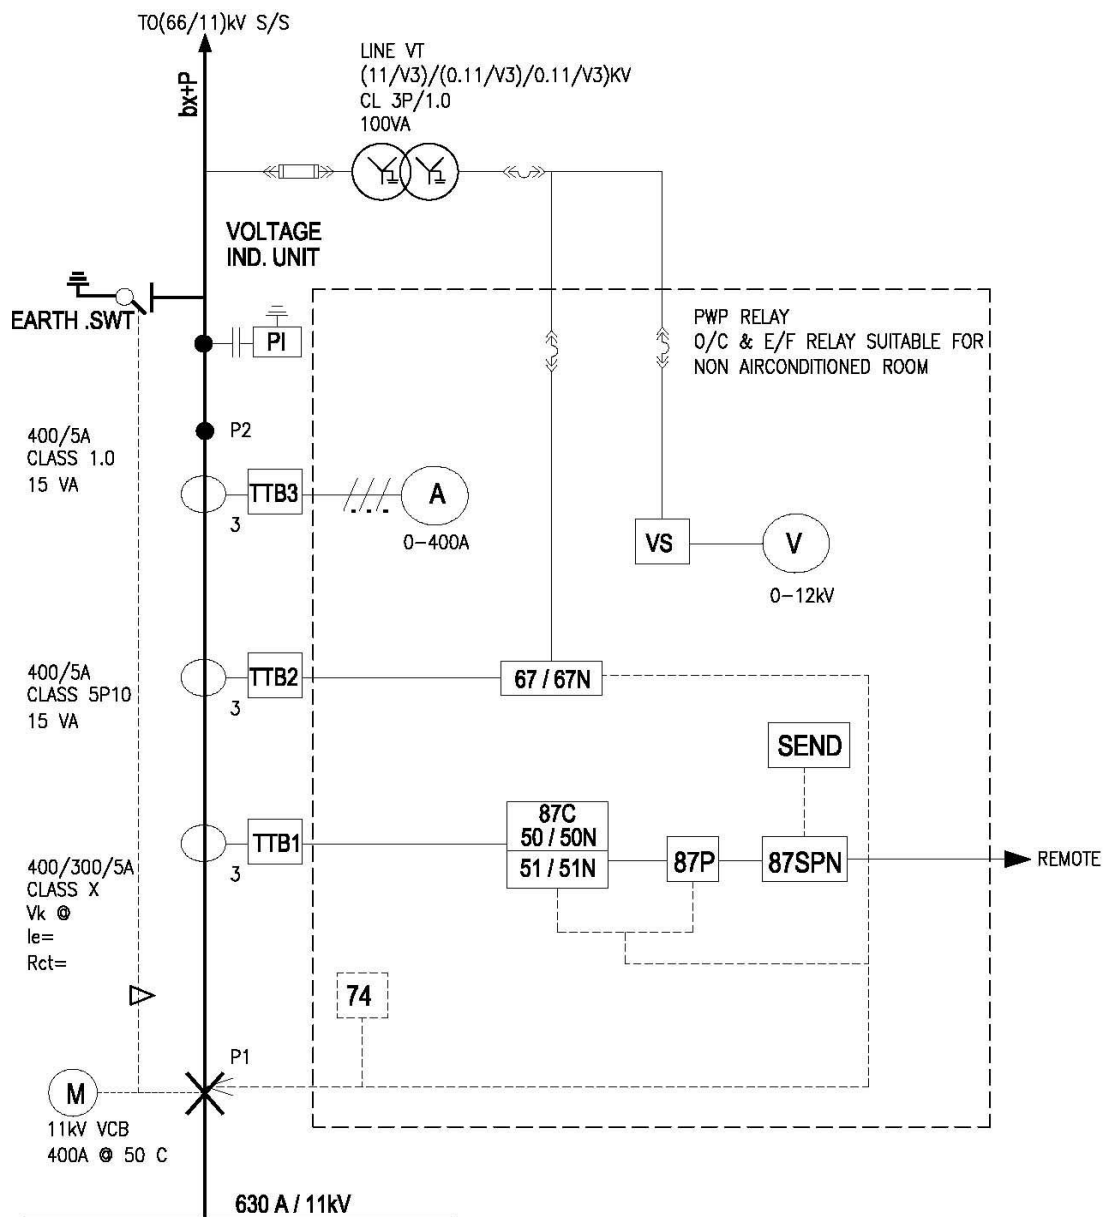 TO(66/11)kV S/S
bx+P
LINE VT
(11/V3)/(0.11/V3)/0.11/V3)KV
CL 3P/1.0
100VA
VOLTAGE
IND. UNIT
EARTH .SWT
PI
PWP RELAY
O/C & E/F RELAY SUITABLE FOR
NON AIRCONDITIONED ROOM
P2
400/5A
CLASS 1.0
15 VA
TTB3
3
A
0-400A
VS
V
0-12kV
400/5A
CLASS 5P10
15 VA
TTB2
3
67 / 67N
SEND
TTB1
3
87C
50 / 50N
51 / 51N
87P
87SPN
REMOTE
400/300/5A
CLASS X
Vk @
Ie=
Rct=
74
P1
M
11kV VCB
400A @ 50 C
630 A / 11kV